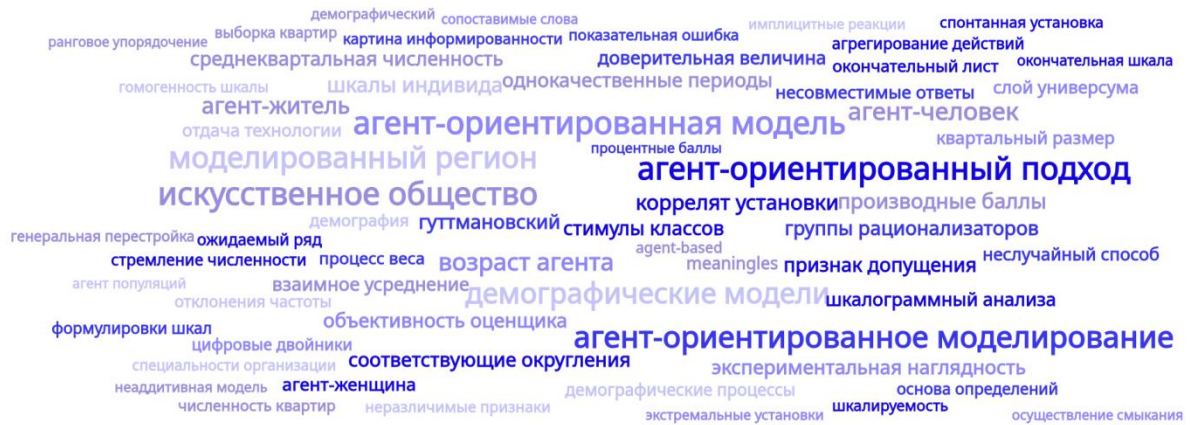 демографический сопоставимые слова имплицитные реакции спонтанная установка
ранговое упорядочение выборка квартир картина информированности показательная ошибка агрегирование действий
среднеквартальная численность доверительная величина окончательный лист окончательная шкала
гомогенность шкалы шкалы индивида однокачественные периоды несовместимые ответы слой универсума
агент-житель агент-человек
отдача технологии агент-ориентированная модель квартальный размер
процентные баллы
моделированный регион агент-ориентированный подход
искусственное общество коррелят установки производные баллы
демография гуттмановский стимулы классов группы рационализаторов
генеральная перестройка ожидаемый ряд agent-based неслучайный способ
стремление численности процесс веса возраст агента meaningles признак допущения
агент популяций взаимное усреднение демографические модели шкалограммный анализа
отклонения частоты
формулировки шкал объективность оценщика агент-ориентированное моделирование
цифровые двойники
специальности организации соответствующие округления экспериментальная наглядность
неаддитивная модель агент-женщина демографические процессы основа определений
численность квартир неразличимые признаки экстремальные установки шкалируемость осуществление смыкания